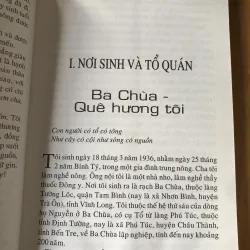 I. NƠI SINH VÀ TỔ QUÁN
Ba Chùa -
Quê hương tôi
Con người có tổ có tông
Như cây có cội như sông có nguồn
Tôi sinh ngày 18 tháng 3 năm 1936, nhằm ngày 25
tháng 2 năm Bính Tý, trong một gia đình trung nông. Cha
tôi làm nghề nông. Ông nội tôi là một nhà nho, làm nghề thầy
thuốc Đông y. Nơi tôi sinh ra là rạch Ba Chùa, thuộc làng
Tường Lộc, quận Tam Bình (nay là xã Nhơn Bình, huyện
Trà Ôn), tỉnh Vĩnh Long. Tôi thuộc thế hệ thứ sáu của dòng
họ Nguyễn ở Ba Chùa, có cụ Tổ từ làng Phú Túc, thuộc
tỉnh Định Tường, nay là xã Phú Túc, huyện Châu Thành,
tỉnh Bến Tre, về Ba Chùa lập nghiệp, tính đến nay khoảng
200 năm.